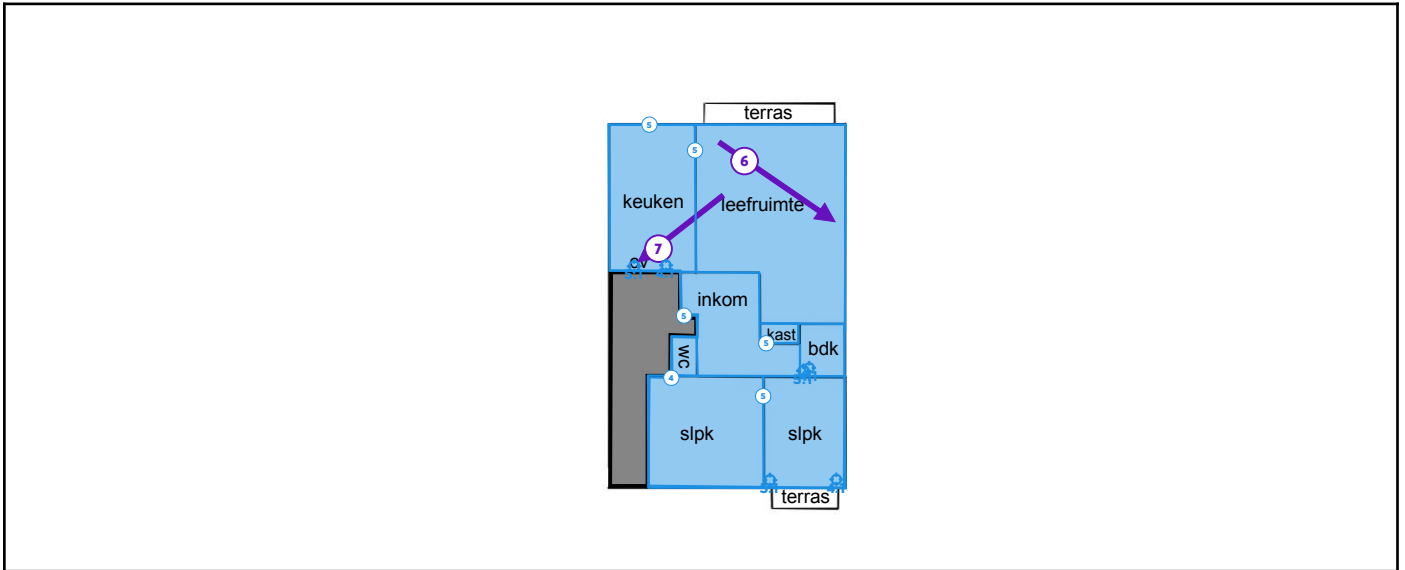 terras
5
5
6
keuken
leefruimte
7
cv
inkom
5
kast
5
wc
bdk
4
5
slpk
slpk
terras